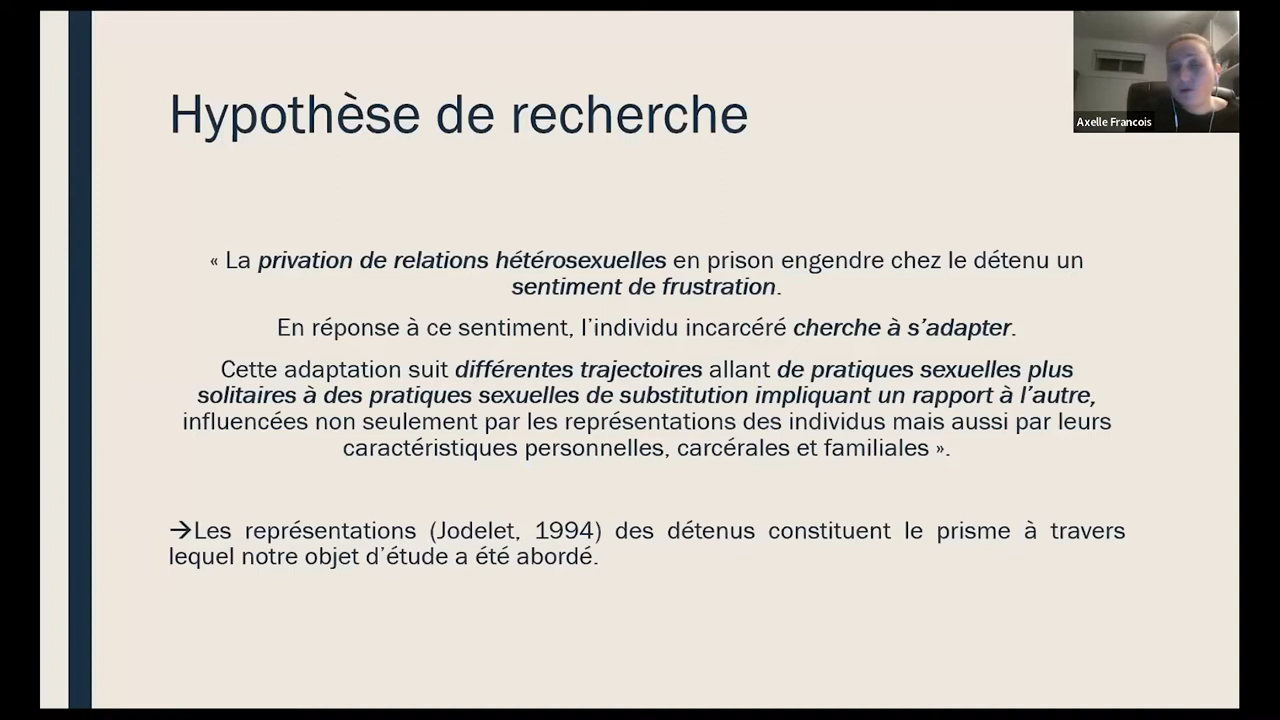 Hypothèse de recherche
Axelle Francois
« La privation de relations hétérosexuelles en prison engendre chez le détenu un
sentiment de frustration.
En réponse à ce sentiment, l’individu incarcéré cherche à s’adapter.
Cette adaptation suit différentes trajectoires allant de pratiques sexuelles plus
solitaires à des pratiques sexuelles de substitution impliquant un rapport à l’autre,
influencées non seulement par les représentations des individus mais aussi par leurs
caractéristiques personnelles, carcérales et familiales ».
→Les représentations (Jodelet, 1994) des détenus constituent le prisme à travers
lequel notre objet d’étude a été abordé.